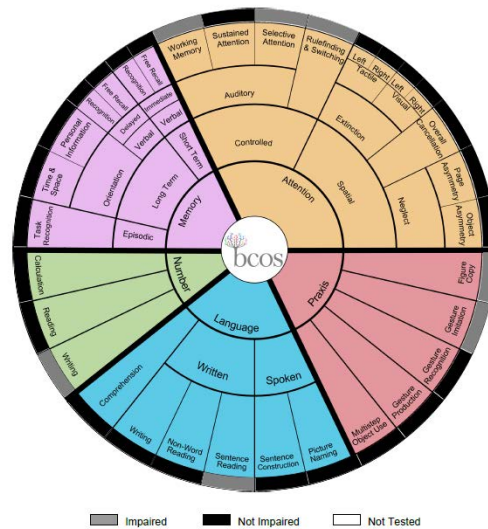 Working Memory
Sustained Attention
Selective Attention
Rulefinding & Switching
Auditory
Controlled
Attention
Left
Right
Tactile
Left
Right
Visual
Extinction
Spatial
Overall Cancellation
Page Asymmetry
Object Asymmetry
Neglect
Figure Copy
Gesture Imitation
Gesture Recognition
Gesture Production
Multistep Object Use
Praxis
Picture Naming
Sentence Construction
Spoken
Sentence Reading
Non-Word Reading
Writing
Written
Comprehension
Language
Writing
Reading
Calculation
Number
Task Recognition
Episodic
Time & Space
Personal Information
Orientation
Recognition
Free Recall
Delayed
Verbal
Long Term
Recognition
Free Recall
Immediate
Verbal
Short Term
Memory
bcos
Impaired
Not Impaired
Not Tested